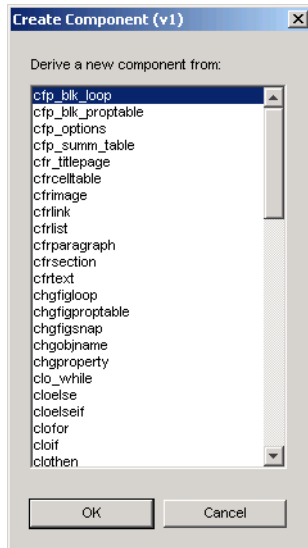 Create Component (v1)
Derive a new component from:
cfp_blk_loop
cfp_blk_proptable
cfp_options
cfp_summ_table
cfr_titlepage
cfrcelltable
cfrimage
cfrlink
cfrlist
cfrparagraph
cfrsection
cfrtext
chgfigloop
chgfigproptable
chgfigsnap
chgobjname
chgproperty
clo_while
cloelse
cloelseif
clofor
cloif
clothen
OK
Cancel